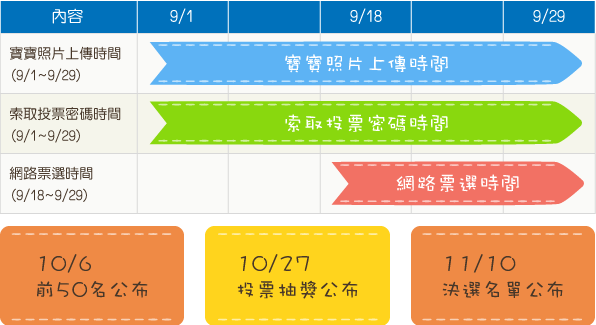 內容 9/1 9/18 9/29
寶寶照片上傳時間
(9/1~9/29)
寶寶照片上傳時間
索取投票密碼時間
(9/1~9/29)
索取投票密碼時間
網路票選時間
(9/18~9/29)
網路票選時間
10/6
前50名公布
10/27
投票抽獎公布
11/10
決選名單公布